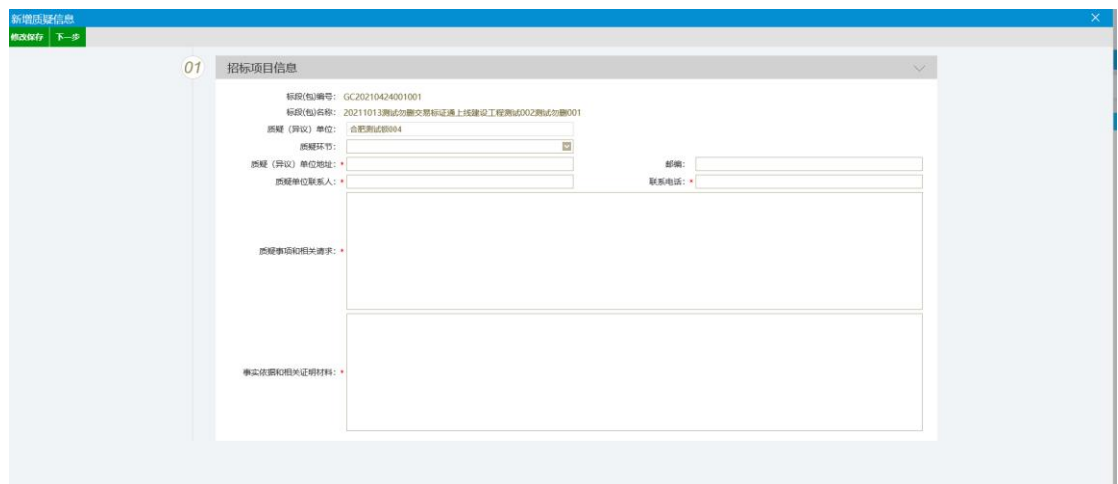 新增质疑信息
修改保存 下一步
01 招标项目信息
标段(包)编号： GC20210424001001
标段(包)名称： 20211013测试勿删交易标证通上线建设工程测试002测试勿删001
质疑（异议）单位： 合肥测试锁004
质疑环节：
质疑（异议）单位地址：* 邮编：
质疑单位联系人：* 联系电话：*
质疑事项和相关请求：*
事实依据和相关证明材料：*